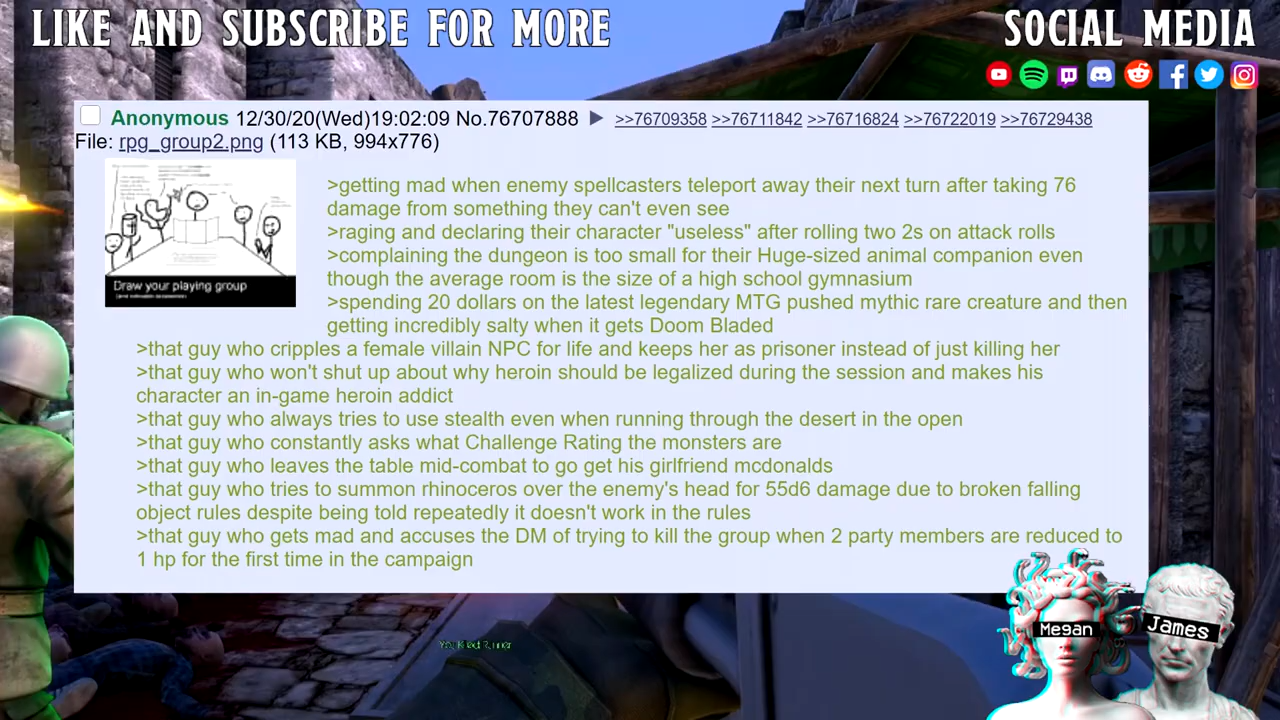 LIKE AND SUBSCRIBE FOR MORE
SOCIAL MEDIA
Anonymous 12/30/20(Wed)19:02:09 No.76707888 ▶ >>76709358 >>76711842 >>76716824 >>76722019 >>76729438
File: rpg_group2.png (113 KB, 994x776)
Draw your playing group
>getting mad when enemy spellcasters teleport away their next turn after taking 76
damage from something they can't even see
>raging and declaring their character "useless" after rolling two 2s on attack rolls
>complaining the dungeon is too small for their Huge-sized animal companion even
though the average room is the size of a high school gymnasium
>spending 20 dollars on the latest legendary MTG pushed mythic rare creature and then
getting incredibly salty when it gets Doom Bladed
>that guy who cripples a female villain NPC for life and keeps her as prisoner instead of just killing her
>that guy who won't shut up about why heroin should be legalized during the session and makes his
character an in-game heroin addict
>that guy who always tries to use stealth even when running through the desert in the open
>that guy who constantly asks what Challenge Rating the monsters are
>that guy who leaves the table mid-combat to go get his girlfriend mcdonalds
>that guy who tries to summon rhinoceros over the enemy's head for 55d6 damage due to broken falling
object rules despite being told repeatedly it doesn't work in the rules
>that guy who gets mad and accuses the DM of trying to kill the group when 2 party members are reduced to
1 hp for the first time in the campaign
Megan
James